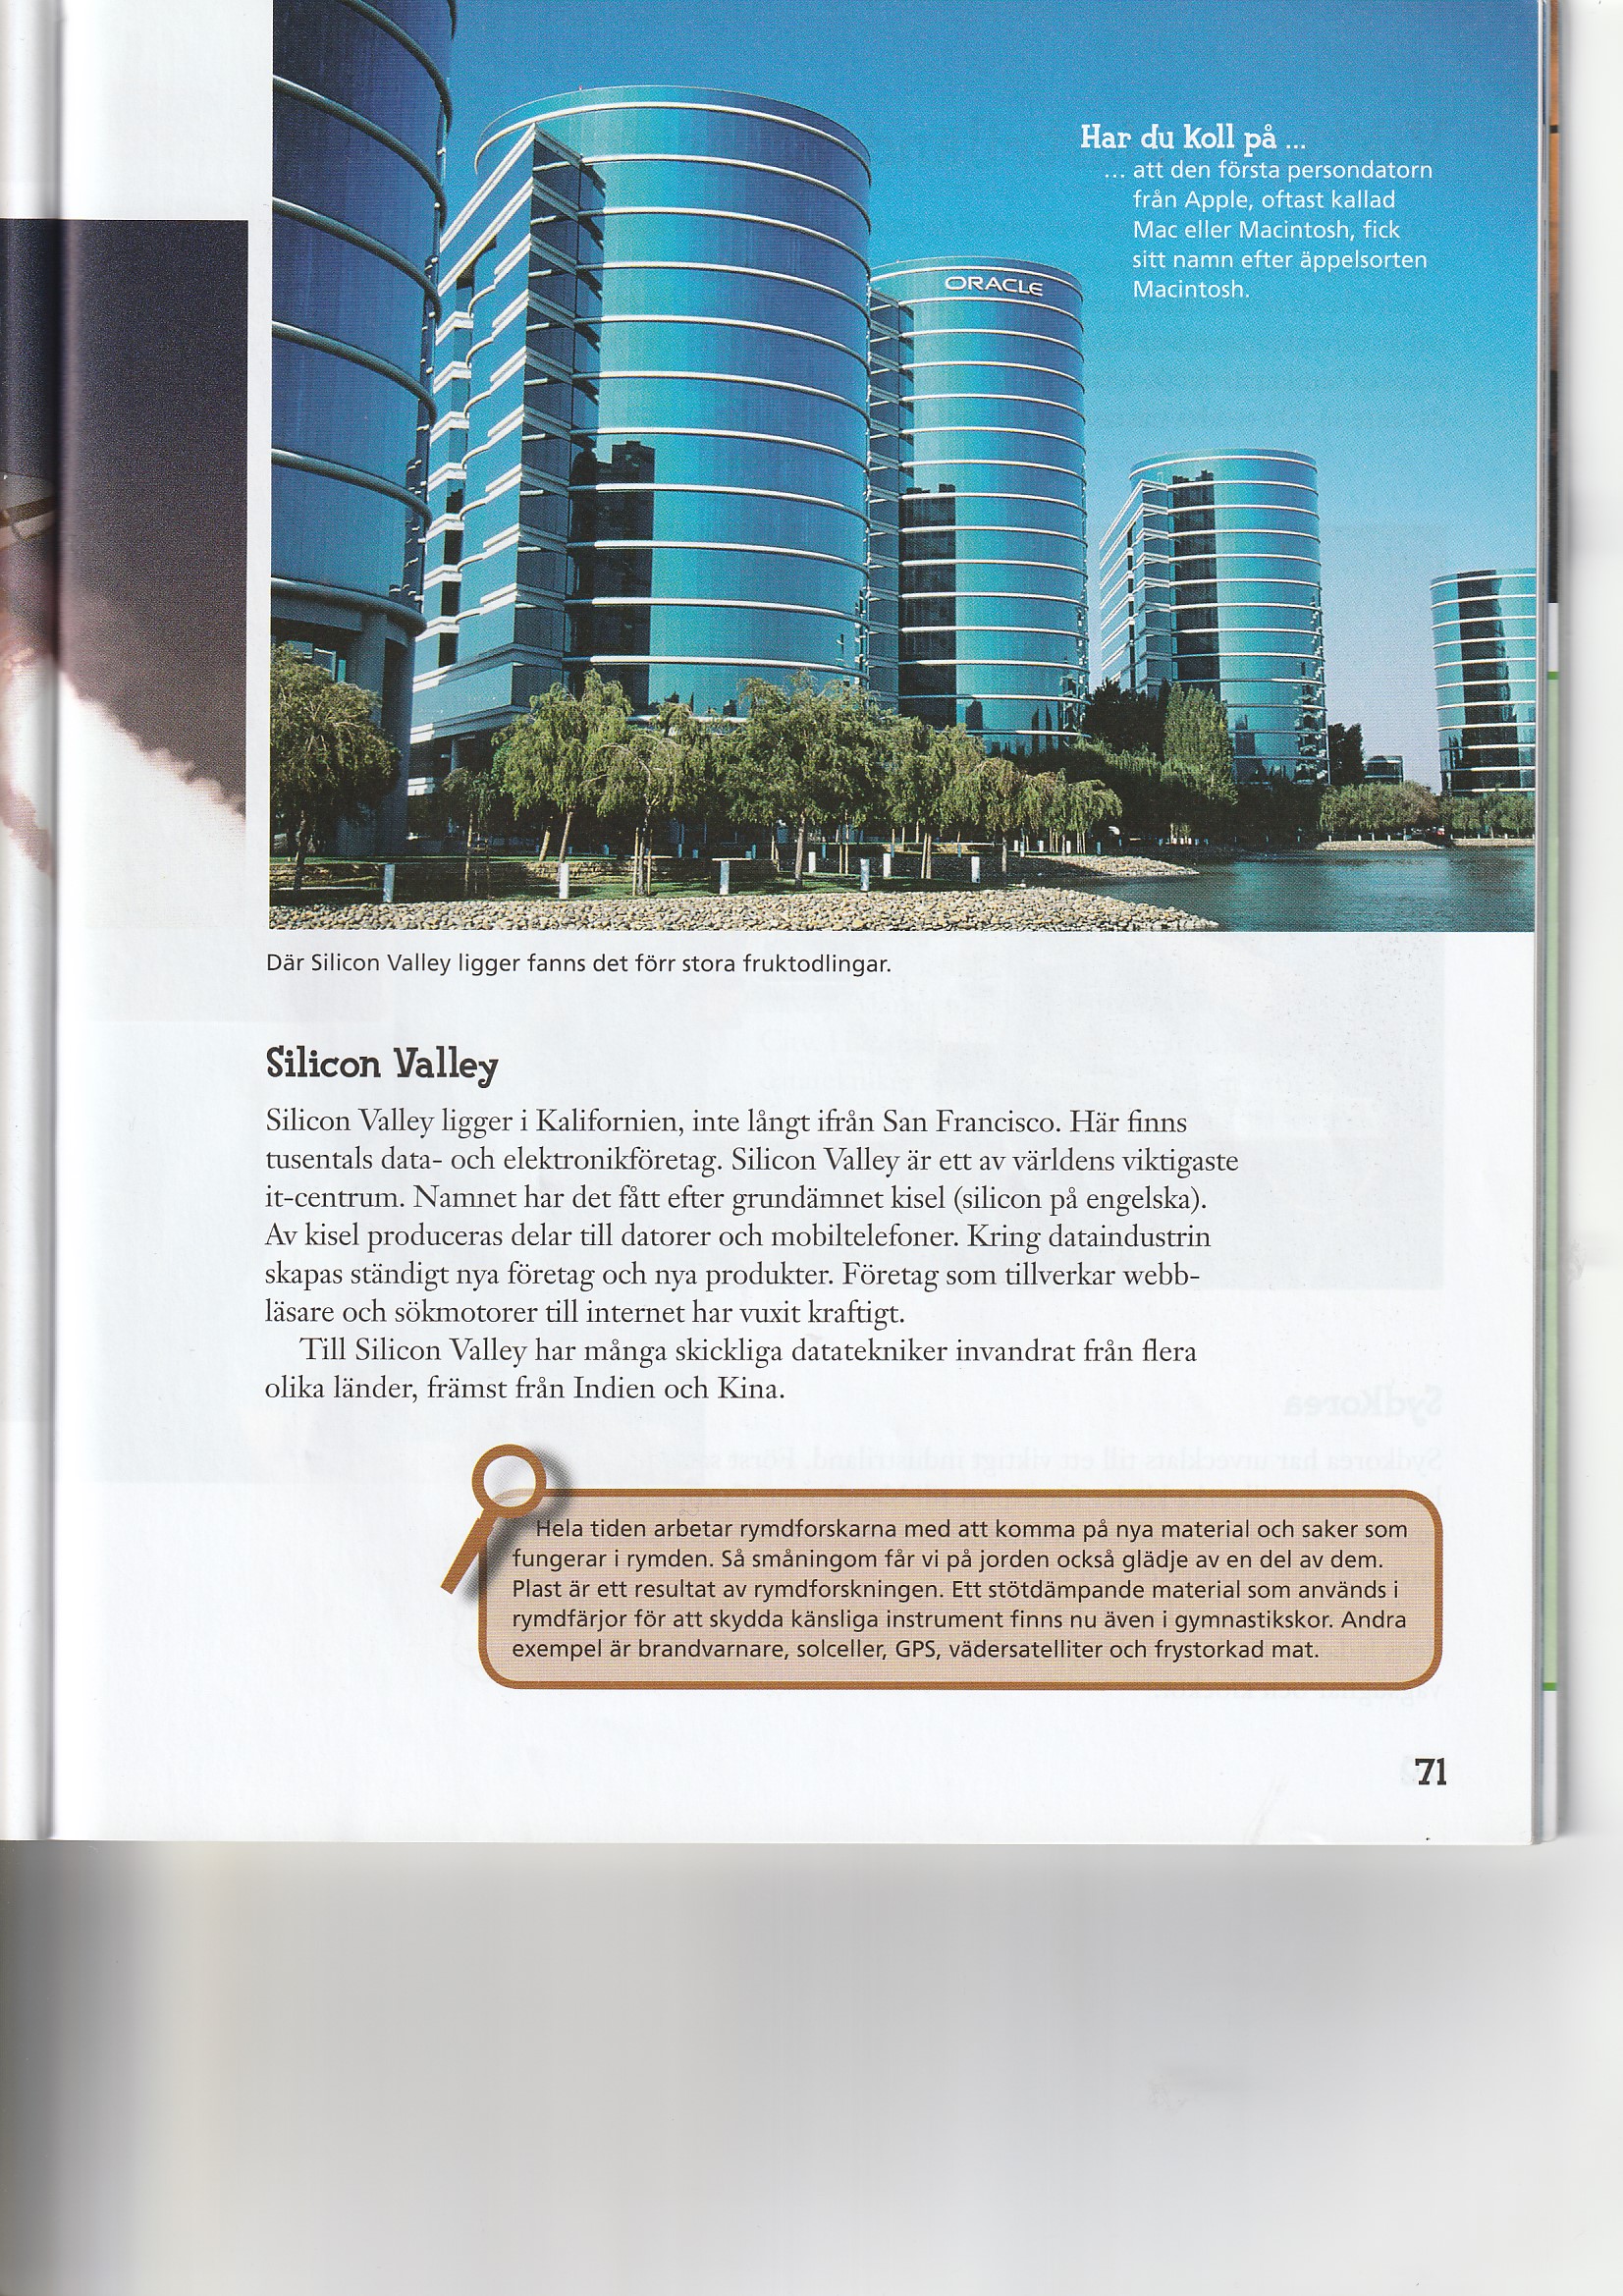 Har du koll på ...
... att den första persondatorn
från Apple, oftast kallad
Mac eller Macintosh, fick
sitt namn efter äppelsorten
Macintosh.
ORACLE
Där Silicon Valley ligger fanns det förr stora fruktodlingar.
Silicon Valley
Silicon Valley ligger i Kalifornien, inte långt ifrån San Francisco. Här finns
tusentals data- och elektronikföretag. Silicon Valley är ett av världens viktigaste
it-centrum. Namnet har det fått efter grundämnet kisel (silicon på engelska).
Av kisel produceras delar till datorer och mobiltelefoner. Kring dataindustrin
skapas ständigt nya företag och nya produkter. Företag som tillverkar webb-
läsare och sökmotorer till internet har vuxit kraftigt.
Till Silicon Valley har många skickliga datatekniker invandrat från flera
olika länder, främst från Indien och Kina.
Hela tiden arbetar rymdforskarna med att komma på nya material och saker som
fungerar i rymden. Så småningom får vi på jorden också glädje av en del av dem.
Plast är ett resultat av rymdforskningen. Ett stötdämpande material som används i
rymdfärjor för att skydda känsliga instrument finns nu även i gymnastikskor. Andra
exempel är brandvarnare, solceller, GPS, vädersatelliter och frystorkad mat.
71